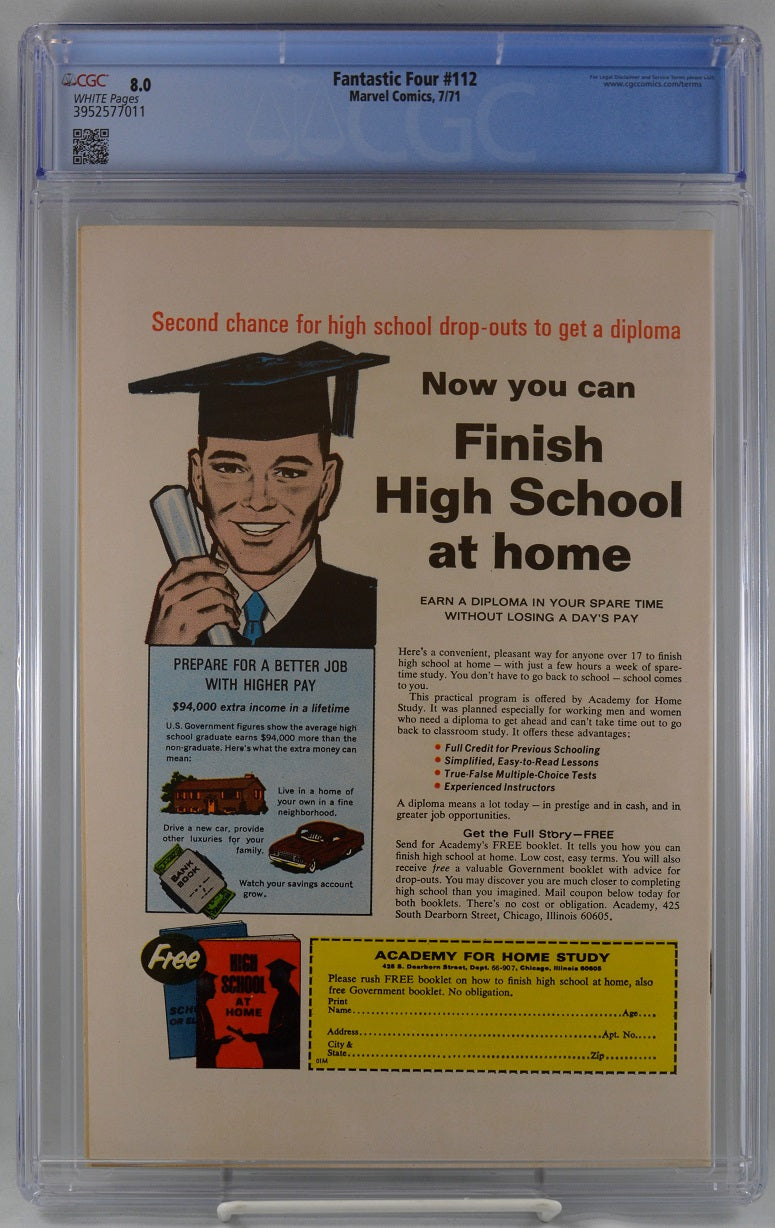 CGC 8.0
WHITE Pages
3952577011
Fantastic Four #112
Marvel Comics, 7/71
For Legal Disclaimer and Service Terms please visit
www.cgccomics.com/terms
CGC
Second chance for high school drop-outs to get a diploma
Now you can
Finish
High School
at home
EARN A DIPLOMA IN YOUR SPARE TIME
WITHOUT LOSING A DAY'S PAY
PREPARE FOR A BETTER JOB
WITH HIGHER PAY
$94,000 extra income in a lifetime
U.S. Government figures show the average high
school graduate earns $94,000 more than the
non-graduate. Here's what the extra money can
mean:
Live in a home of
your own in a fine
neighborhood.
Drive a new car, provide
other luxuries for your
family.
BANK
BOOK
Watch your savings account
grow.
Here's a convenient, pleasant way for anyone over 17 to finish
high school at home — with just a few hours a week of spare-
time study. You don't have to go back to school — school comes
to you.
This practical program is offered by Academy for Home
Study. It was planned especially for working men and women
who need a diploma to get ahead and can't take time out to go
back to classroom study. It offers these advantages:
• Full Credit for Previous Schooling
• Simplified, Easy-to-Read Lessons
• True-False Multiple-Choice Tests
• Experienced Instructors
A diploma means a lot today — in prestige and in cash, and in
greater job opportunities.
Get the Full Story—FREE
Send for Academy's FREE booklet. It tells you how you can
finish high school at home. Low cost, easy terms. You will also
receive free a valuable Government booklet with advice for
drop-outs. You may discover you are much closer to completing
high school than you imagined. Mail coupon below today for
both booklets. There's no cost or obligation. Academy, 425
South Dearborn Street, Chicago, Illinois 60605.
Free
HIGH
SCHOOL
AT
HOME
SCHO
OR EL
ACADEMY FOR HOME STUDY
425 S. Dearborn Street, Dept. 66-907, Chicago, Illinois 60605
Please rush FREE booklet on how to finish high school at home, also
free Government booklet. No obligation.
Print
Name....................Age....
Address....................Apt. No.....
City &
State....................Zip..........
01M